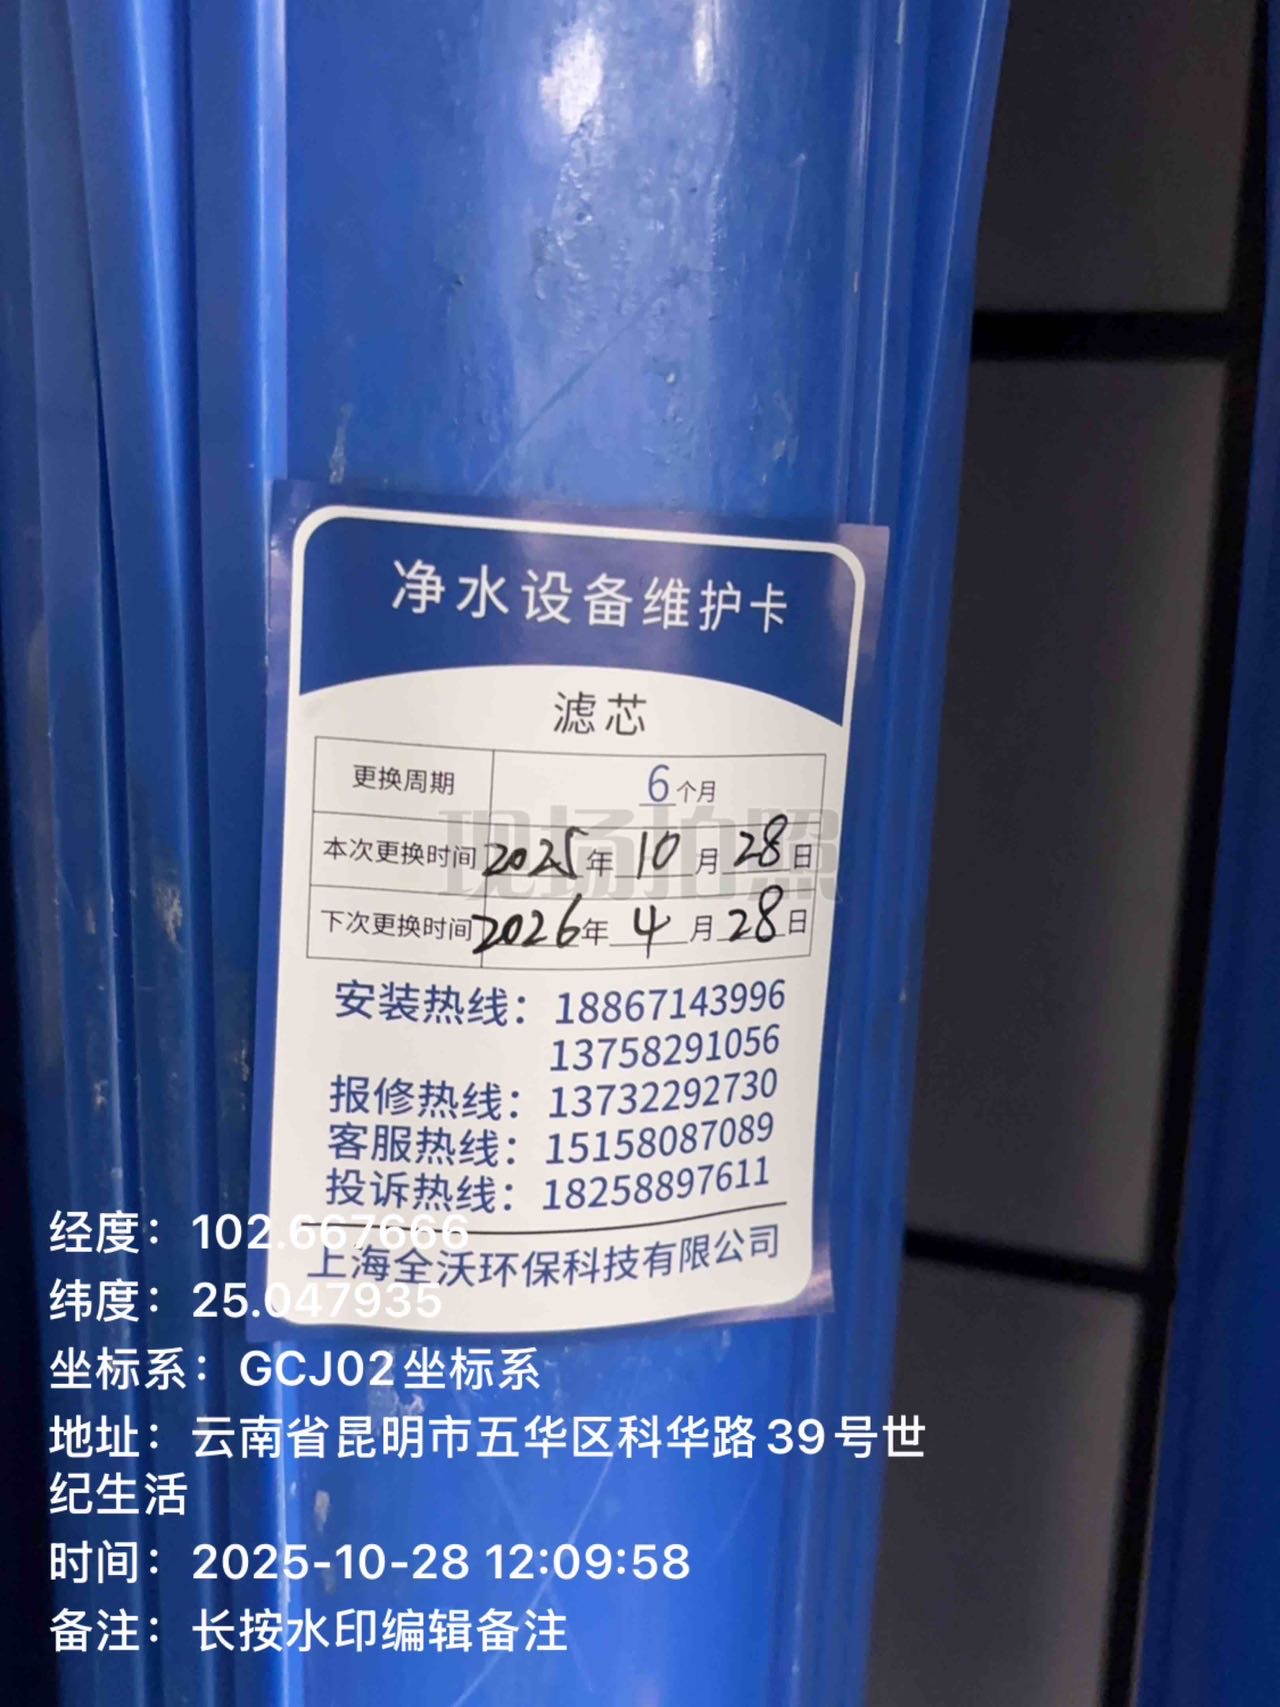 净水设备维护卡
滤芯
更换周期 6个月
现场拍照
本次更换时间 2025年10月28日
下次更换时间 2026年4月28日
安装热线：18867143996
13758291056
报修热线：13732292730
客服热线：15158087089
投诉热线：18258897611
上海全沃环保科技有限公司
经度：102.667666
纬度：25.047935
坐标系：GCJ02坐标系
地址：云南省昆明市五华区科华路39号世
纪生活
时间：2025-10-28 12:09:58
备注：长按水印编辑备注